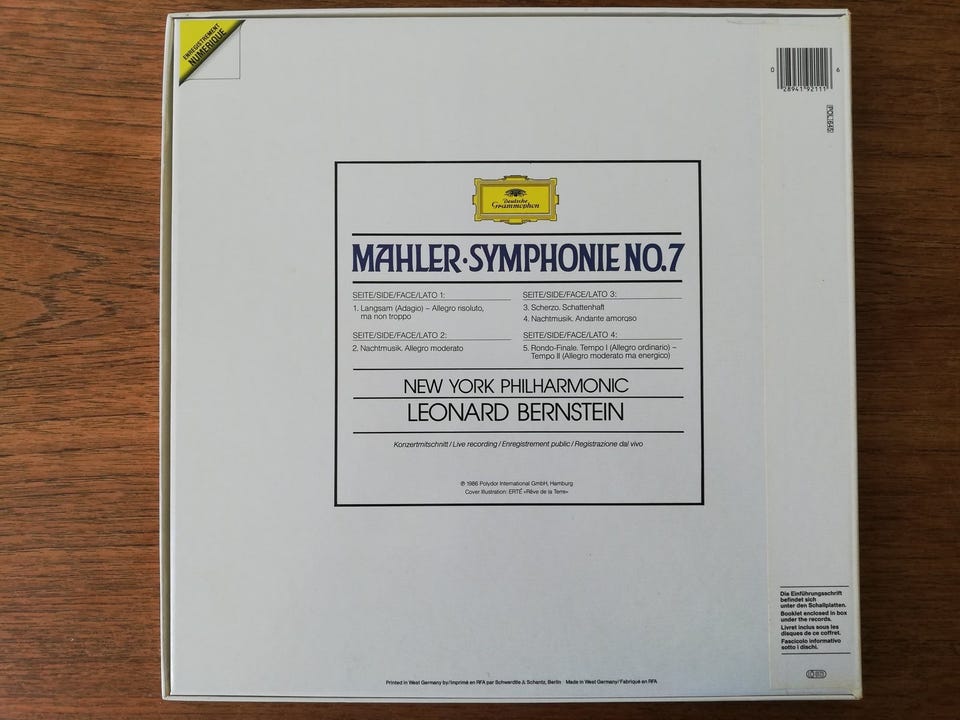 ENREGISTREMENT
NUMERIQUE
0
28941"92111
6
POL 1645
Deutsche
Grammophon
MAHLER·SYMPHONIE NO.7
SEITE/SIDE/FACE/LATO 1:
1. Langsam (Adagio) – Allegro risoluto,
ma non troppo
SEITE/SIDE/FACE/LATO 2:
2. Nachtmusik. Allegro moderato
SEITE/SIDE/FACE/LATO 3:
3. Scherzo. Schattenhaft
4. Nachtmusik. Andante amoroso
SEITE/SIDE/FACE/LATO 4:
5. Rondo-Finale. Tempo I (Allegro ordinario) –
Tempo II (Allegro moderato ma energico)
NEW YORK PHILHARMONIC
LEONARD BERNSTEIN
Konzertmitschnitt / Live recording / Enregistrement public / Registrazione dal vivo
℗ 1986 Polydor International GmbH, Hamburg
Cover Illustration: ERTÉ »Rêve de la Terre«
Die Einführungsschrift
befindet sich
unter den Schallplatten.
Booklet enclosed in box
under the records.
Livret inclus sous les
disques de ce coffret.
Fascicolo informativo
sotto i dischi.
Printed in West Germany by/Imprimé en RFA par Schwerdtle & Schantz, Berlin Made in West Germany/Fabriqué en RFA